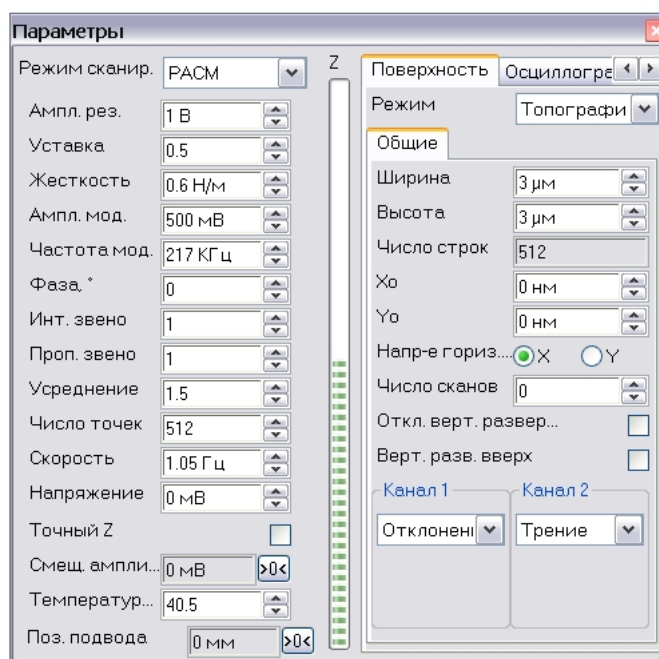 Параметры
Режим сканир. РАСМ
Ампл. рез. 1 В
Уставка 0.5
Жесткость 0.6 Н/м
Ампл. мод. 500 мВ
Частота мод. 217 КГц
Фаза, ° 0
Инт. звено 1
Проп. звено 1
Усреднение 1.5
Число точек 512
Скорость 1.05 Гц
Напряжение 0 мВ
Точный Z
Смещ. ампли... 0 мВ >0<
Температур... 40.5
Поз. подвода 0 мм >0<
Z
Поверхность Осциллогра
Режим Топографи
Общие
Ширина 3 μм
Высота 3 μм
Число строк 512
Xo 0 нм
Yo 0 нм
Напр-е гориз.... X Y
Число сканов 0
Откл. верт. развер...
Верт. разв. вверх
Канал 1 Канал 2
Отклонен Трение